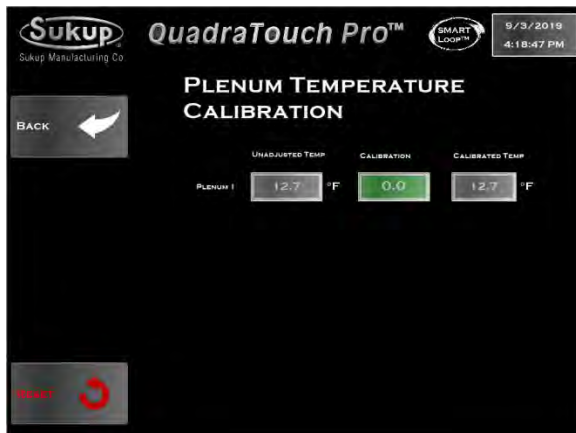 Sukup
Sukup Manufacturing Co
QuadraTouch Pro™
SMART
LOOP™
9/3/2019
4:18:47 PM
PLENUM TEMPERATURE
CALIBRATION
BACK
UNADJUSTED TEMP
CALIBRATION
CALIBRATED TEMP
PLENUM 1
12.7 °F
0.0
12.7 °F
RESET